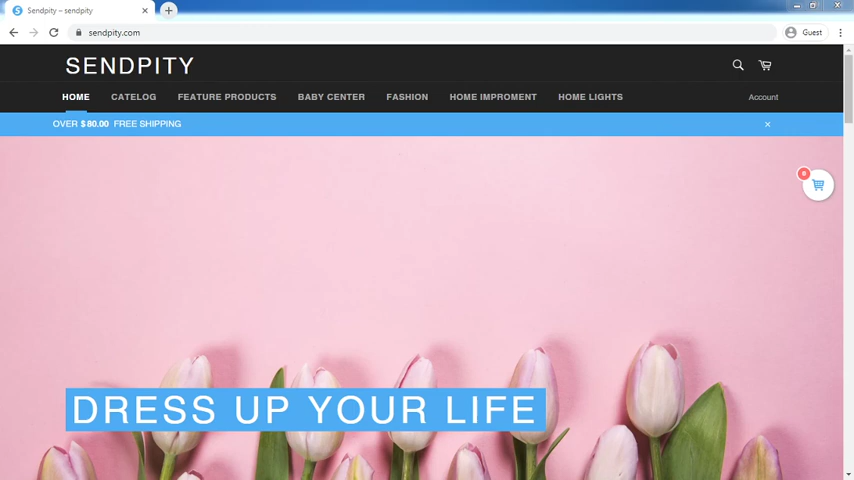 Sendpity – sendpity
sendpity.com
Guest
SENDPITY
HOME CATELOG FEATURE PRODUCTS BABY CENTER FASHION HOME IMPROMENT HOME LIGHTS Account
OVER $80.00 FREE SHIPPING
0
DRESS UP YOUR LIFE